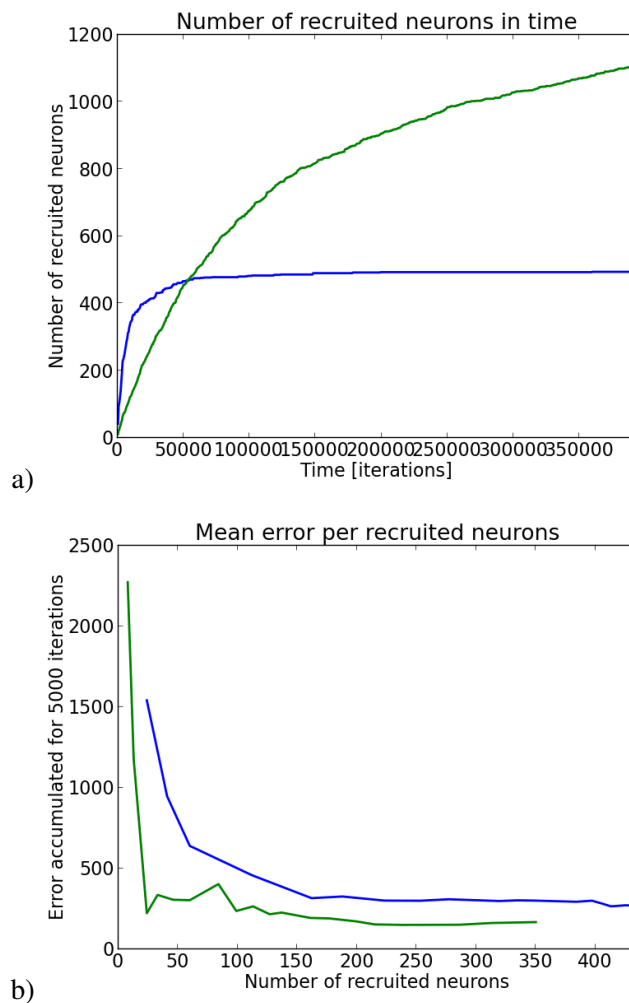 Number of recruited neurons in time
1200
1000
800
600
400
200
0
Number of recruited neurons
0 50000 100000 150000 200000 250000 300000 350000
Time [iterations]
a)
Mean error per recruited neurons
2500
2000
1500
1000
500
0
Error accumulated for 5000 iterations
0 50 100 150 200 250 300 350 400
Number of recruited neurons
b)